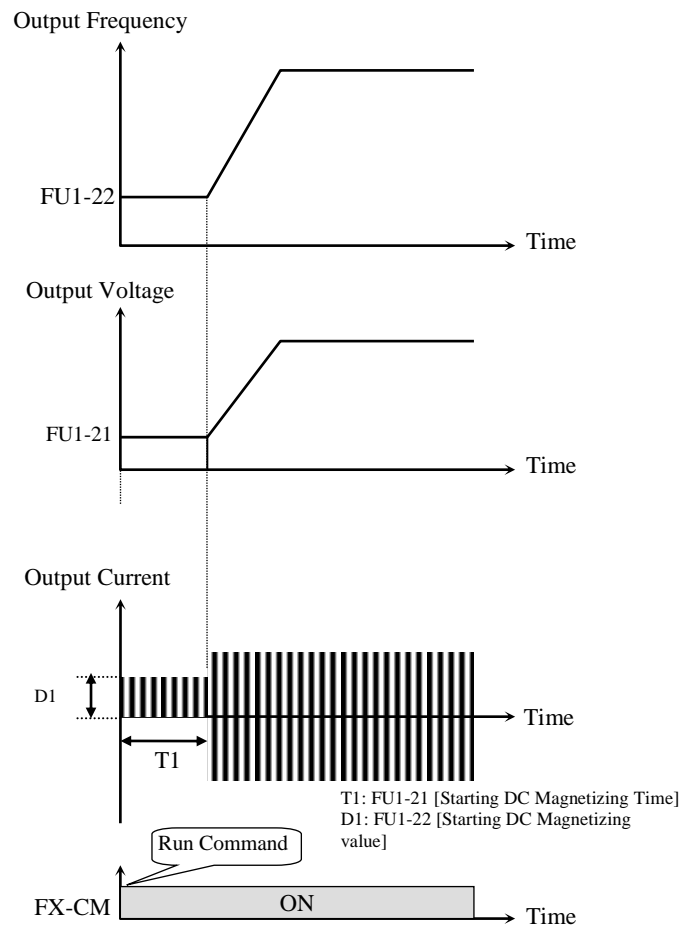 Output Frequency
FU1-22
Time
Output Voltage
FU1-21
Time
Output Current
D1
Time
T1
T1: FU1-21 [Starting DC Magnetizing Time]
D1: FU1-22 [Starting DC Magnetizing
value]
Run Command
FX-CM
ON
Time